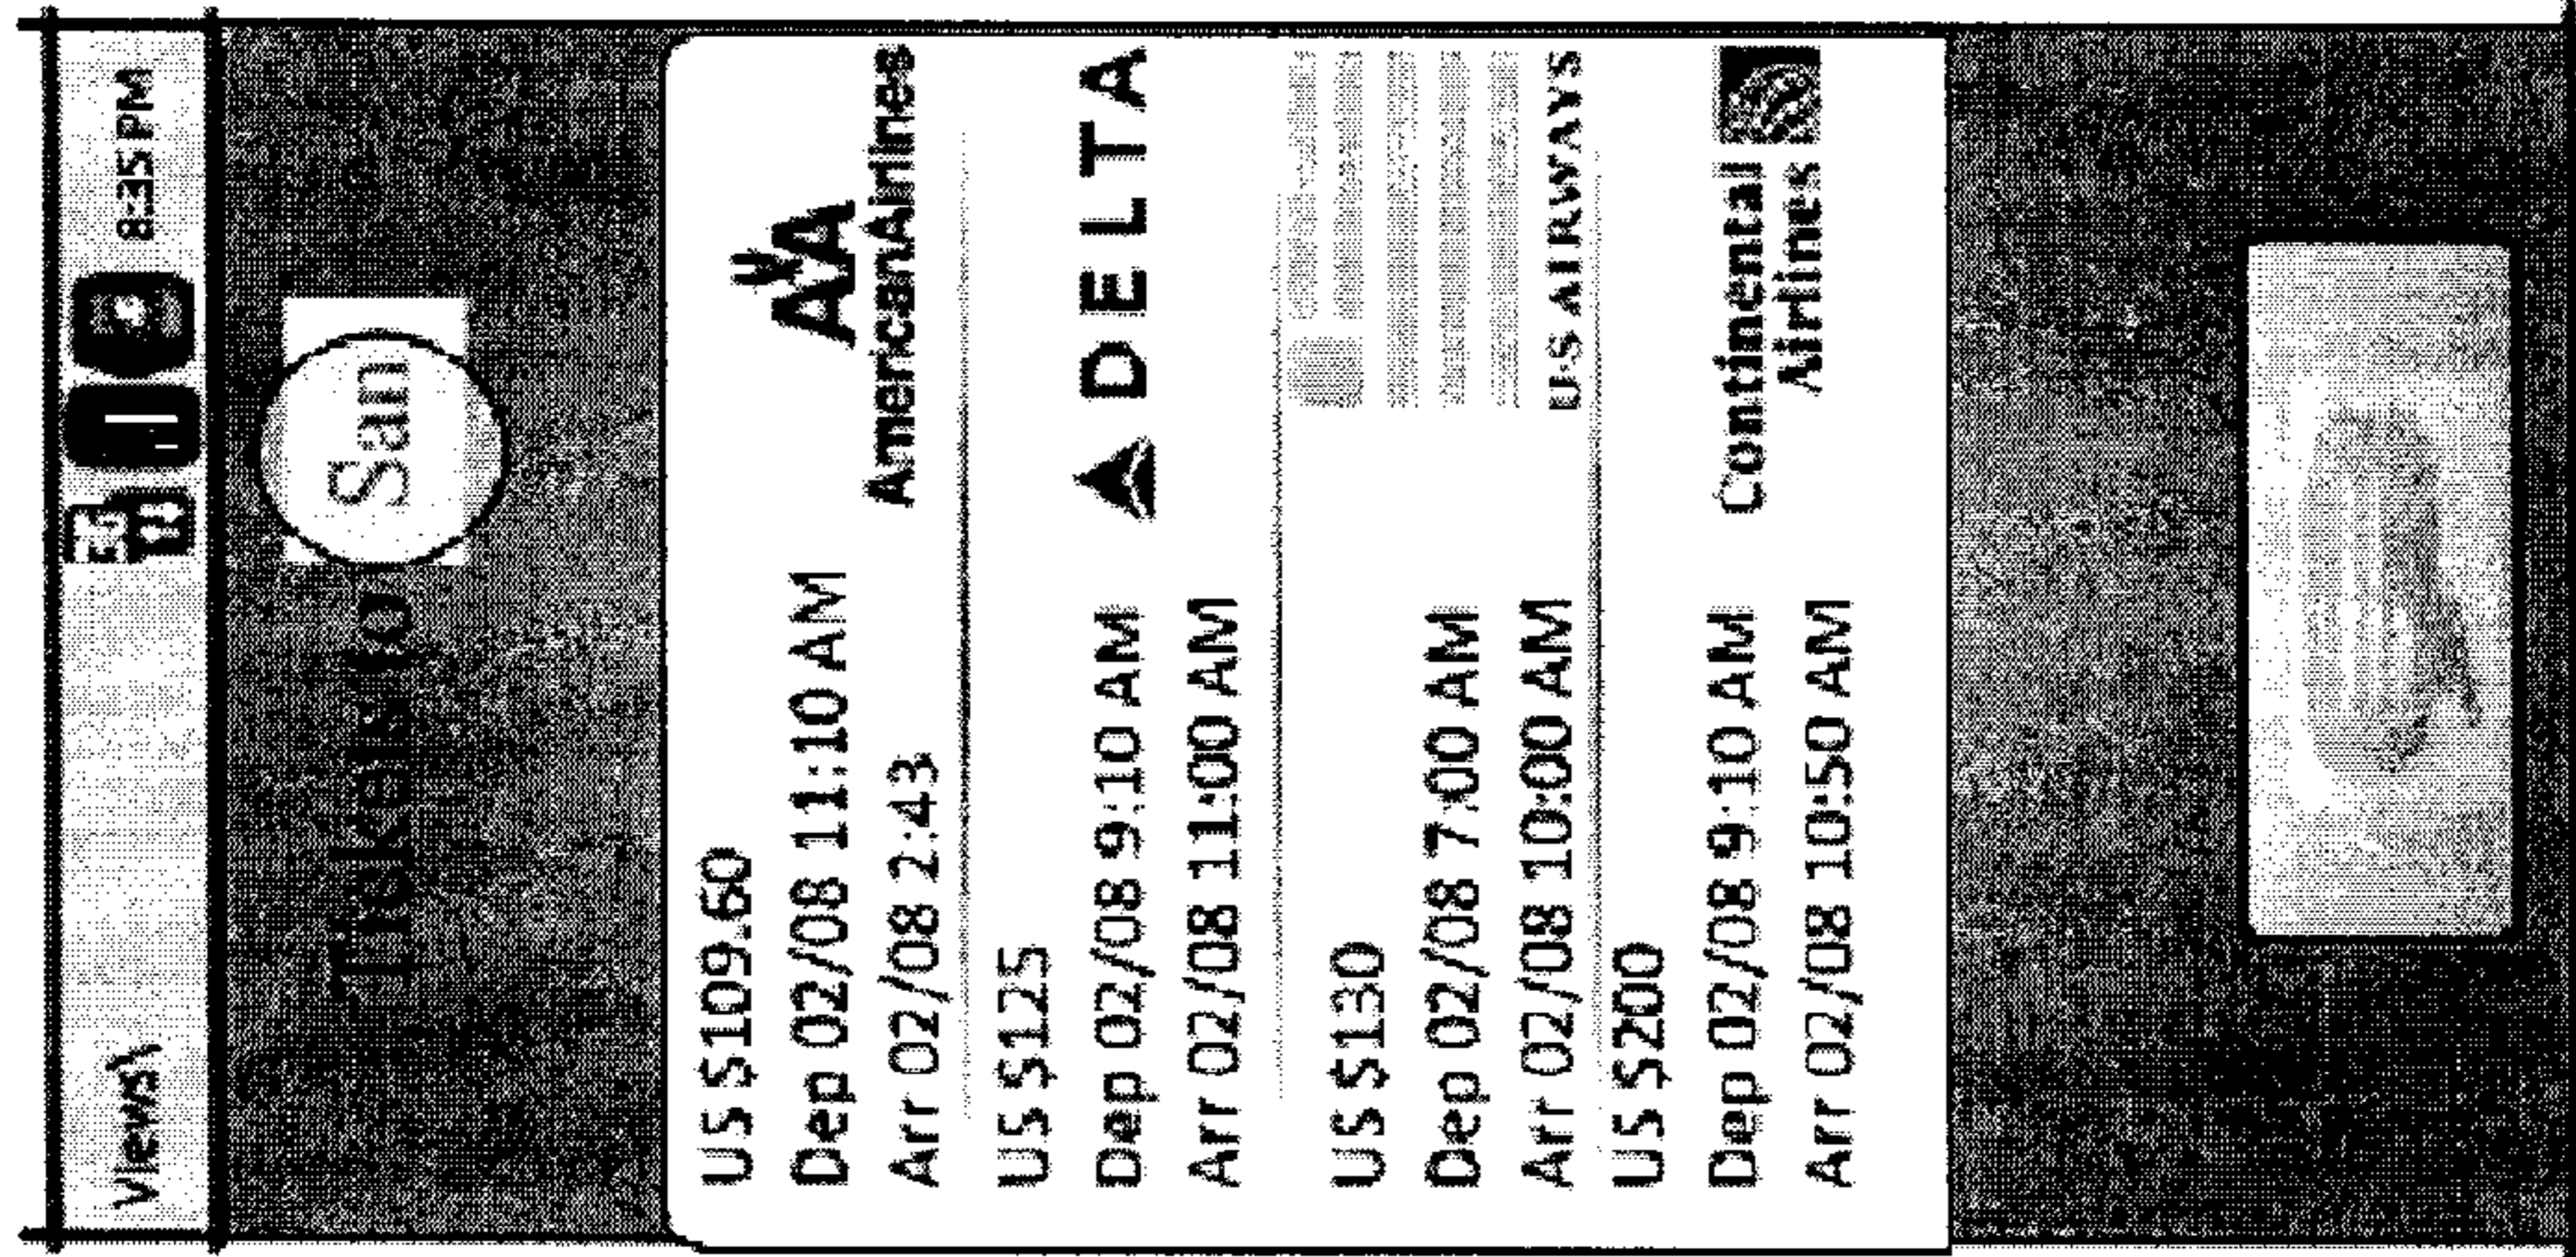 Views\ 8:35 PM
Tiskets to San
US $109.60
Dep 02/08 11:10 AM
Arr 02/08 2:43
AA
AmericanAirlines
US $125
Dep 02/08 9:10 AM
Arr 02/08 11:00 AM
DELTA
US $130
Dep 02/08 7:00 AM
Arr 02/08 10:00 AM
U·S AIRWAYS
US $200
Dep 02/08 9:10 AM
Arr 02/08 10:50 AM
Continental
Airlines